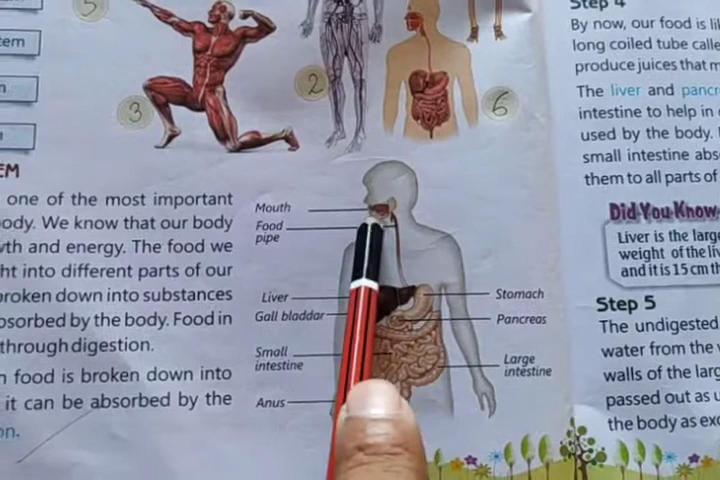 5
3
2
6
one of the most important
ody. We know that our body
vth and energy. The food we
ht into different parts of our
roken down into substances
bsorbed by the body. Food in
through digestion.
n food is broken down into
it can be absorbed by the
on.
Mouth
Food
pipe
Liver
Gall bladdar
Small
intestine
Anus
Stomach
Pancreas
Large
intestine
Step 4
By now, our food is li
long coiled tube calle
produce juices that m
The liver and pancr
intestine to help in
used by the body.
small intestine abs
them to all parts of
Did You Know
Liver is the large
weight of the liv
and it is 15 cm th
Step 5
The undigested
water from the
walls of the larg
passed out as u
the body as exc